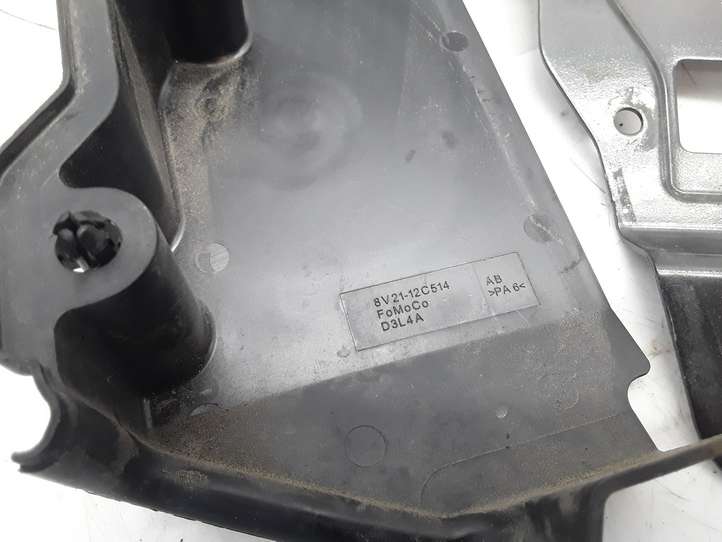 8V21-12C514 AB
FoMoCo >PA 6<
D3L4A